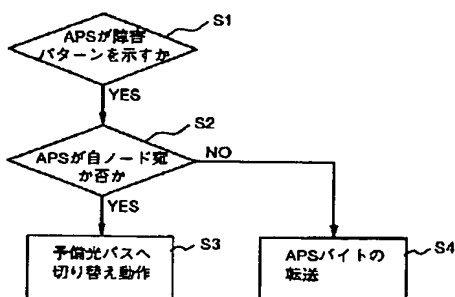 S1
APSが障害
パターンを示すか
YES
S2
APSが自ノード宛
か否か
NO
YES
S3
予備光パスへ
切り替え動作
S4
APSバイトの
転送